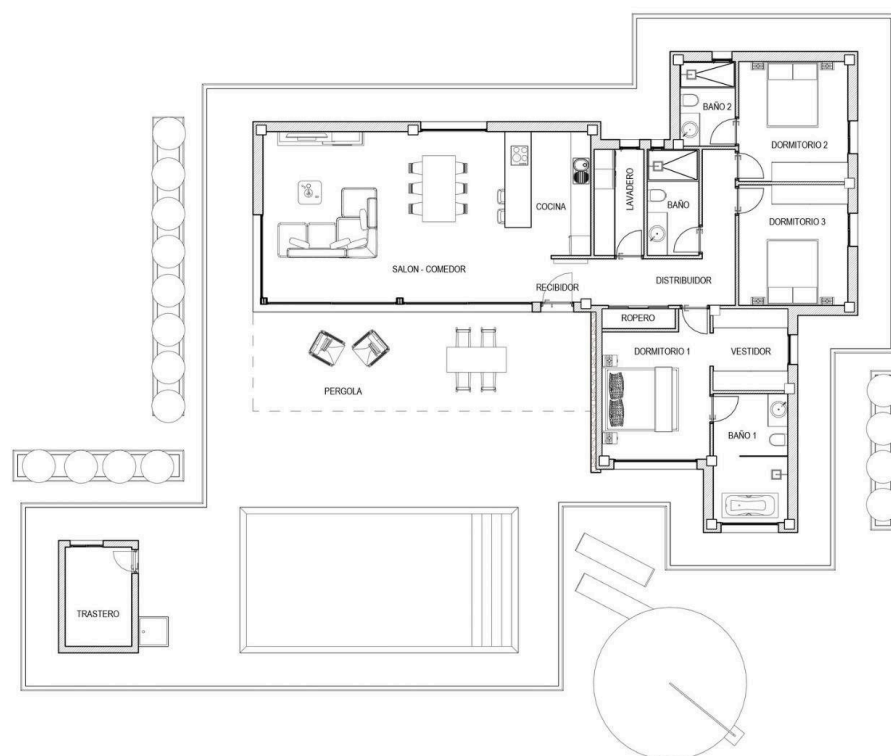 BAÑO 2
DORMITORIO 2
LAVADERO
BAÑO
COCINA
DORMITORIO 3
SALON - COMEDOR
RECIBIDOR
DISTRIBUIDOR
ROPERO
DORMITORIO 1
VESTIDOR
PERGOLA
BAÑO 1
TRASTERO